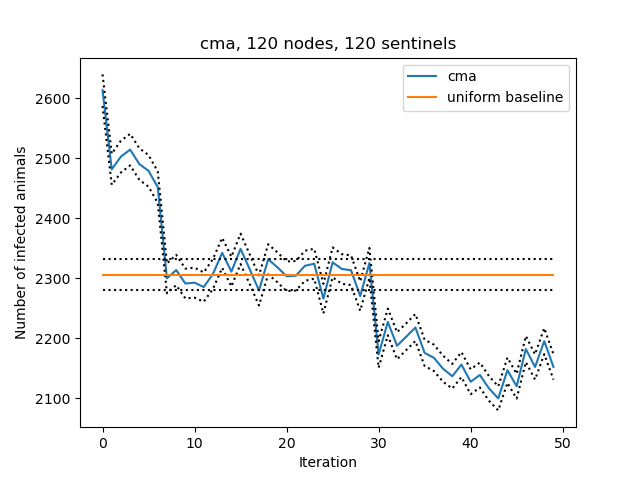 cma, 120 nodes, 120 sentinels
cma
uniform baseline
Number of infected animals
2600
2500
2400
2300
2200
2100
0 10 20 30 40 50
Iteration